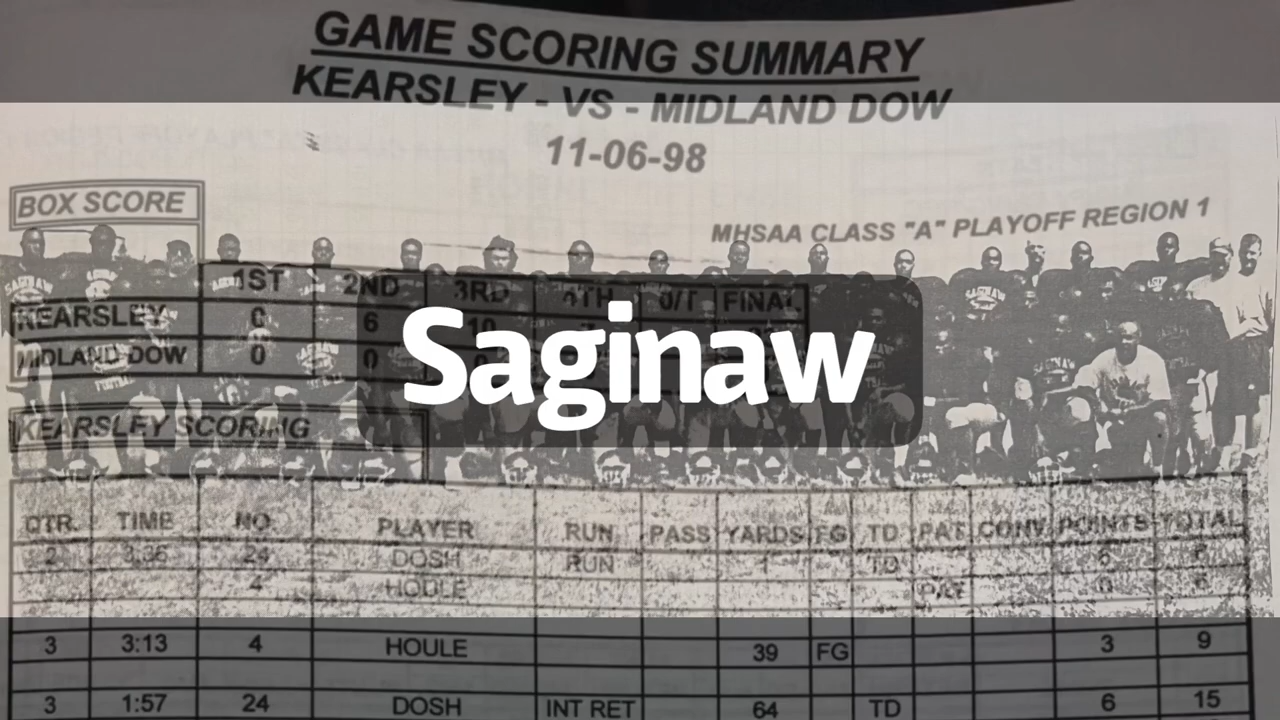 GAME SCORING SUMMARY
KEARSLEY - VS - MIDLAND DOW
11-06-98
BOX SCORE
MHSAA CLASS "A" PLAYOFF REGION 1
1ST 2ND 3RD 4TH O/T FINAL
KEARSLEY 0 6 10
MIDLAND DOW 0 0
Saginaw
KEARSLEY SCORING
QTR. TIME NO. PLAYER RUN PASS YARDS FG TD PAT CONV POINTS TOTAL
2 3:36 24 DOSH RUN 1 TD 6 6
4 HOULE PAT 0 6
3 3:13 4 HOULE 39 FG 3 9
3 1:57 24 DOSH INT RET 64 TD 6 15